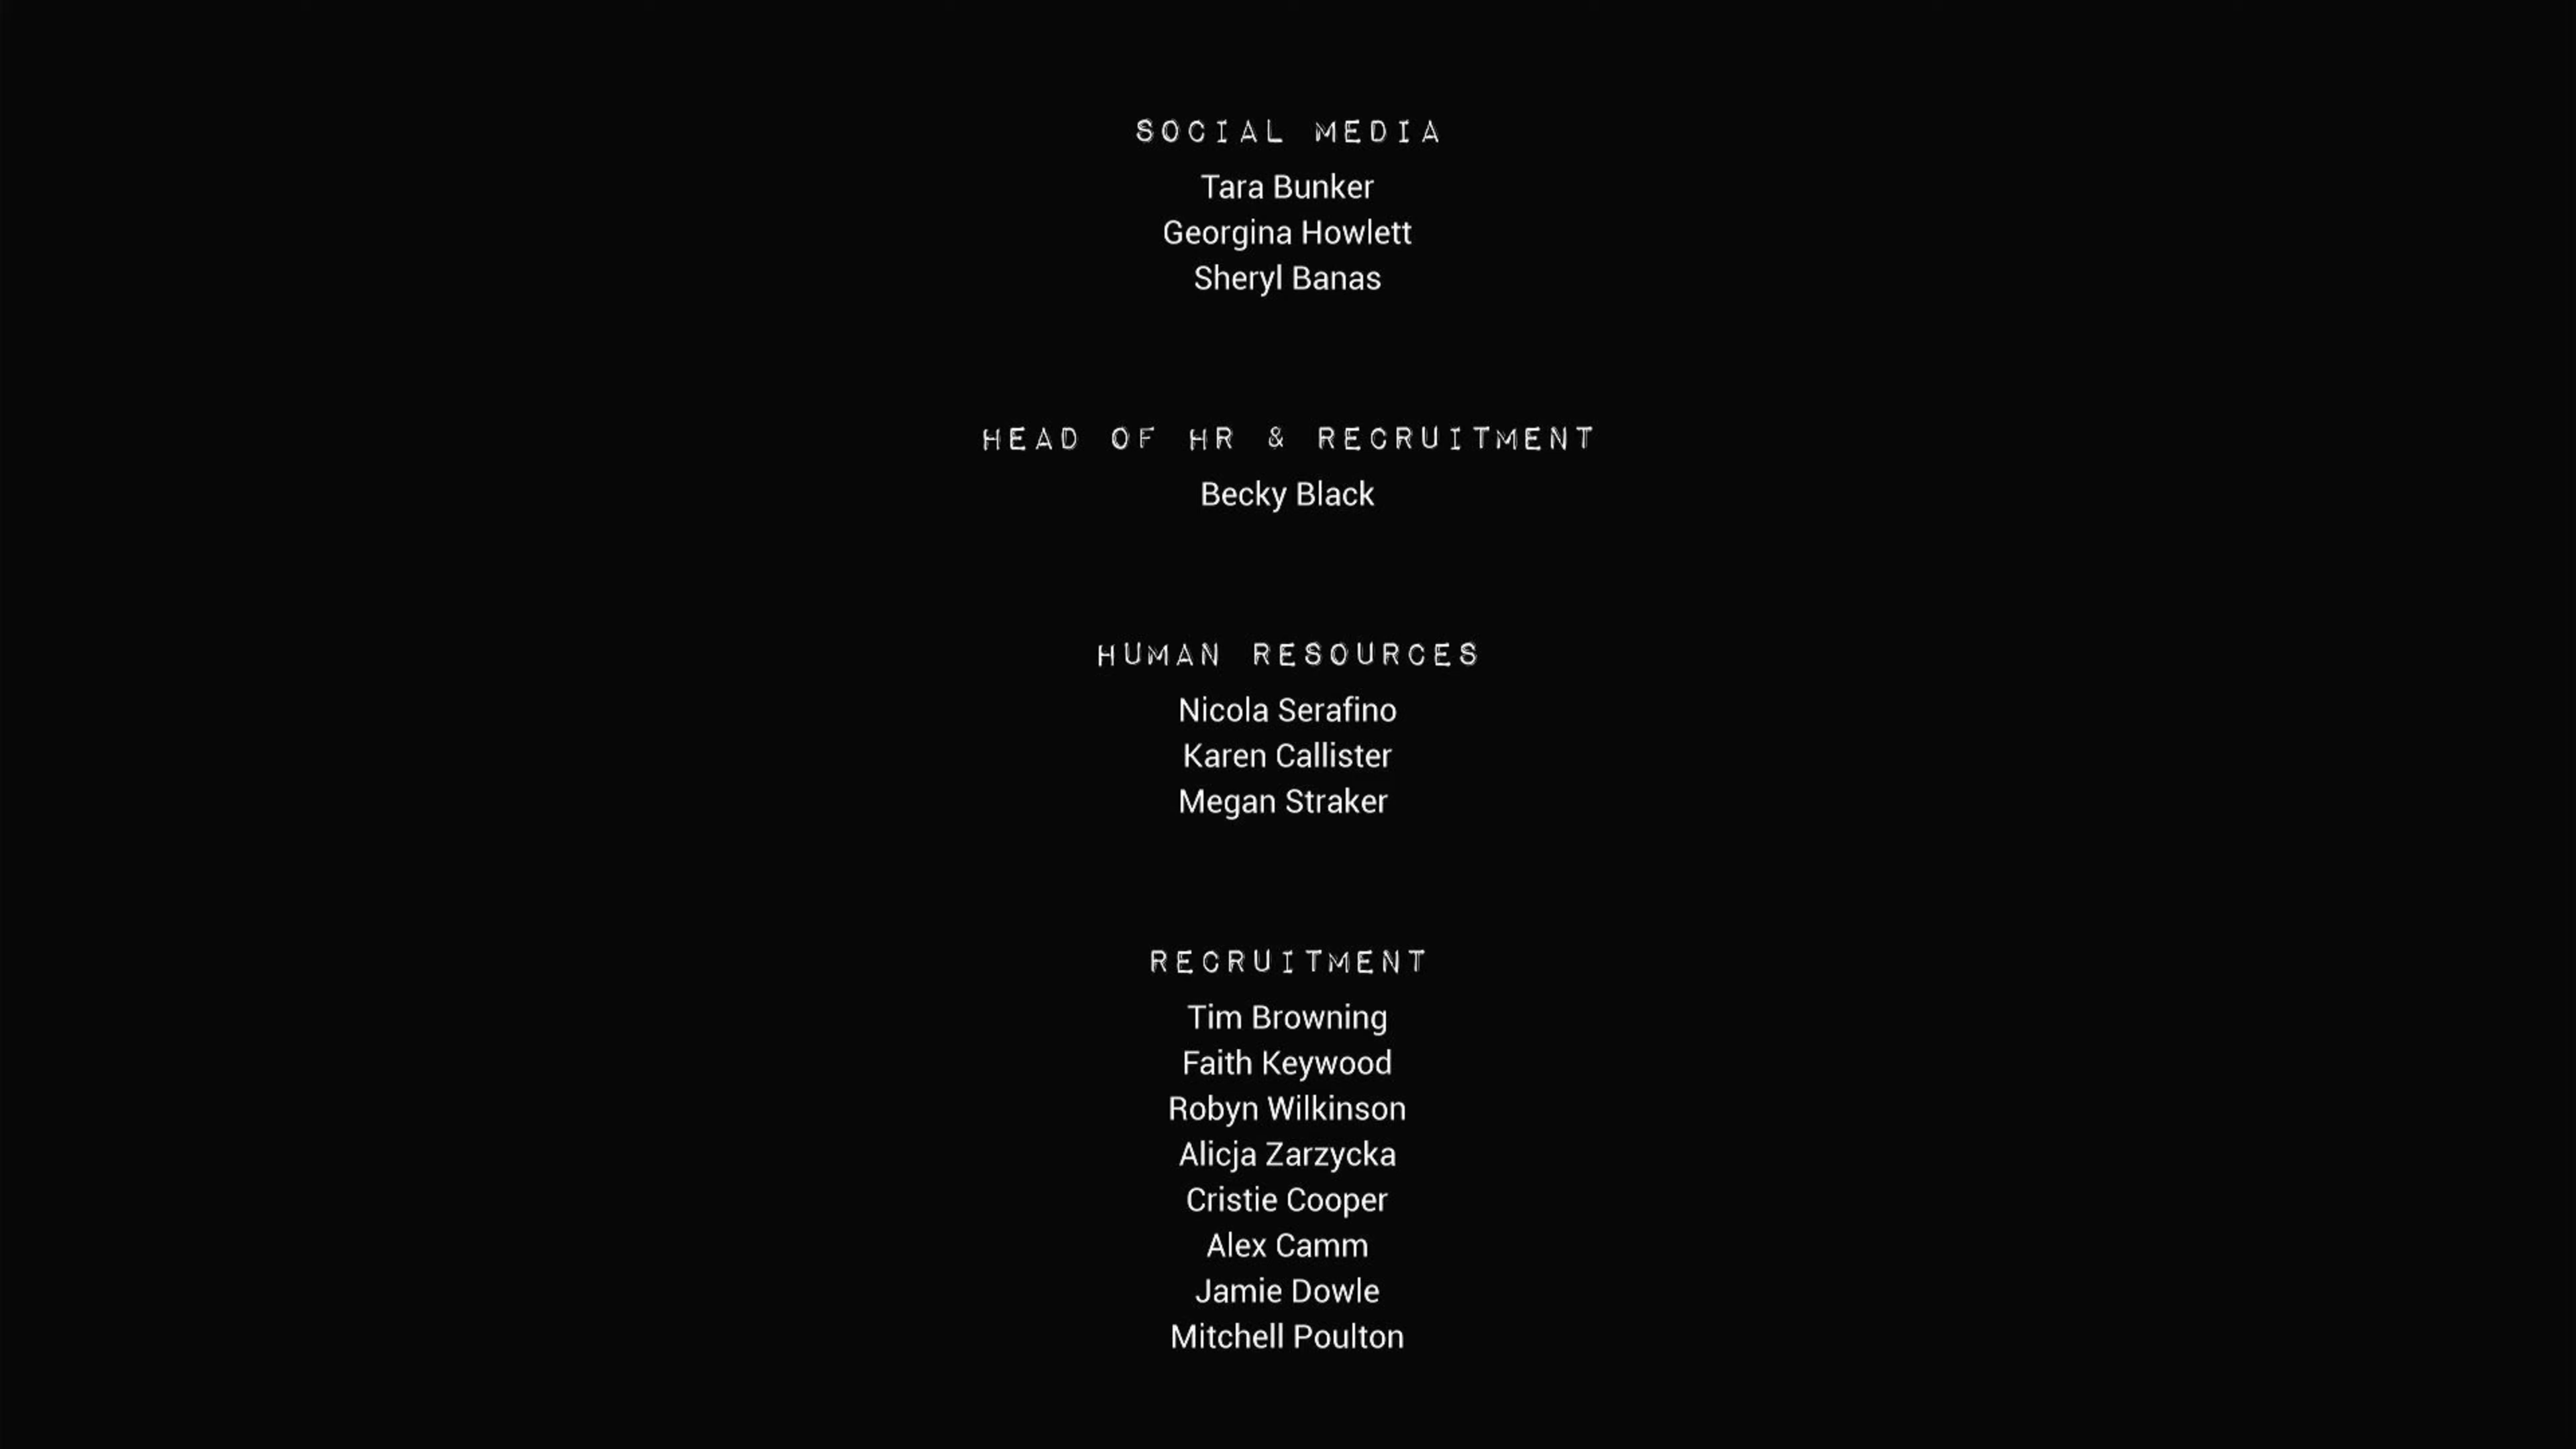 SOCIAL MEDIA
Tara Bunker
Georgina Howlett
Sheryl Banas
HEAD OF HR & RECRUITMENT
Becky Black
HUMAN RESOURCES
Nicola Serafino
Karen Callister
Megan Straker
RECRUITMENT
Tim Browning
Faith Keywood
Robyn Wilkinson
Alicja Zarzycka
Cristie Cooper
Alex Camm
Jamie Dowle
Mitchell Poulton